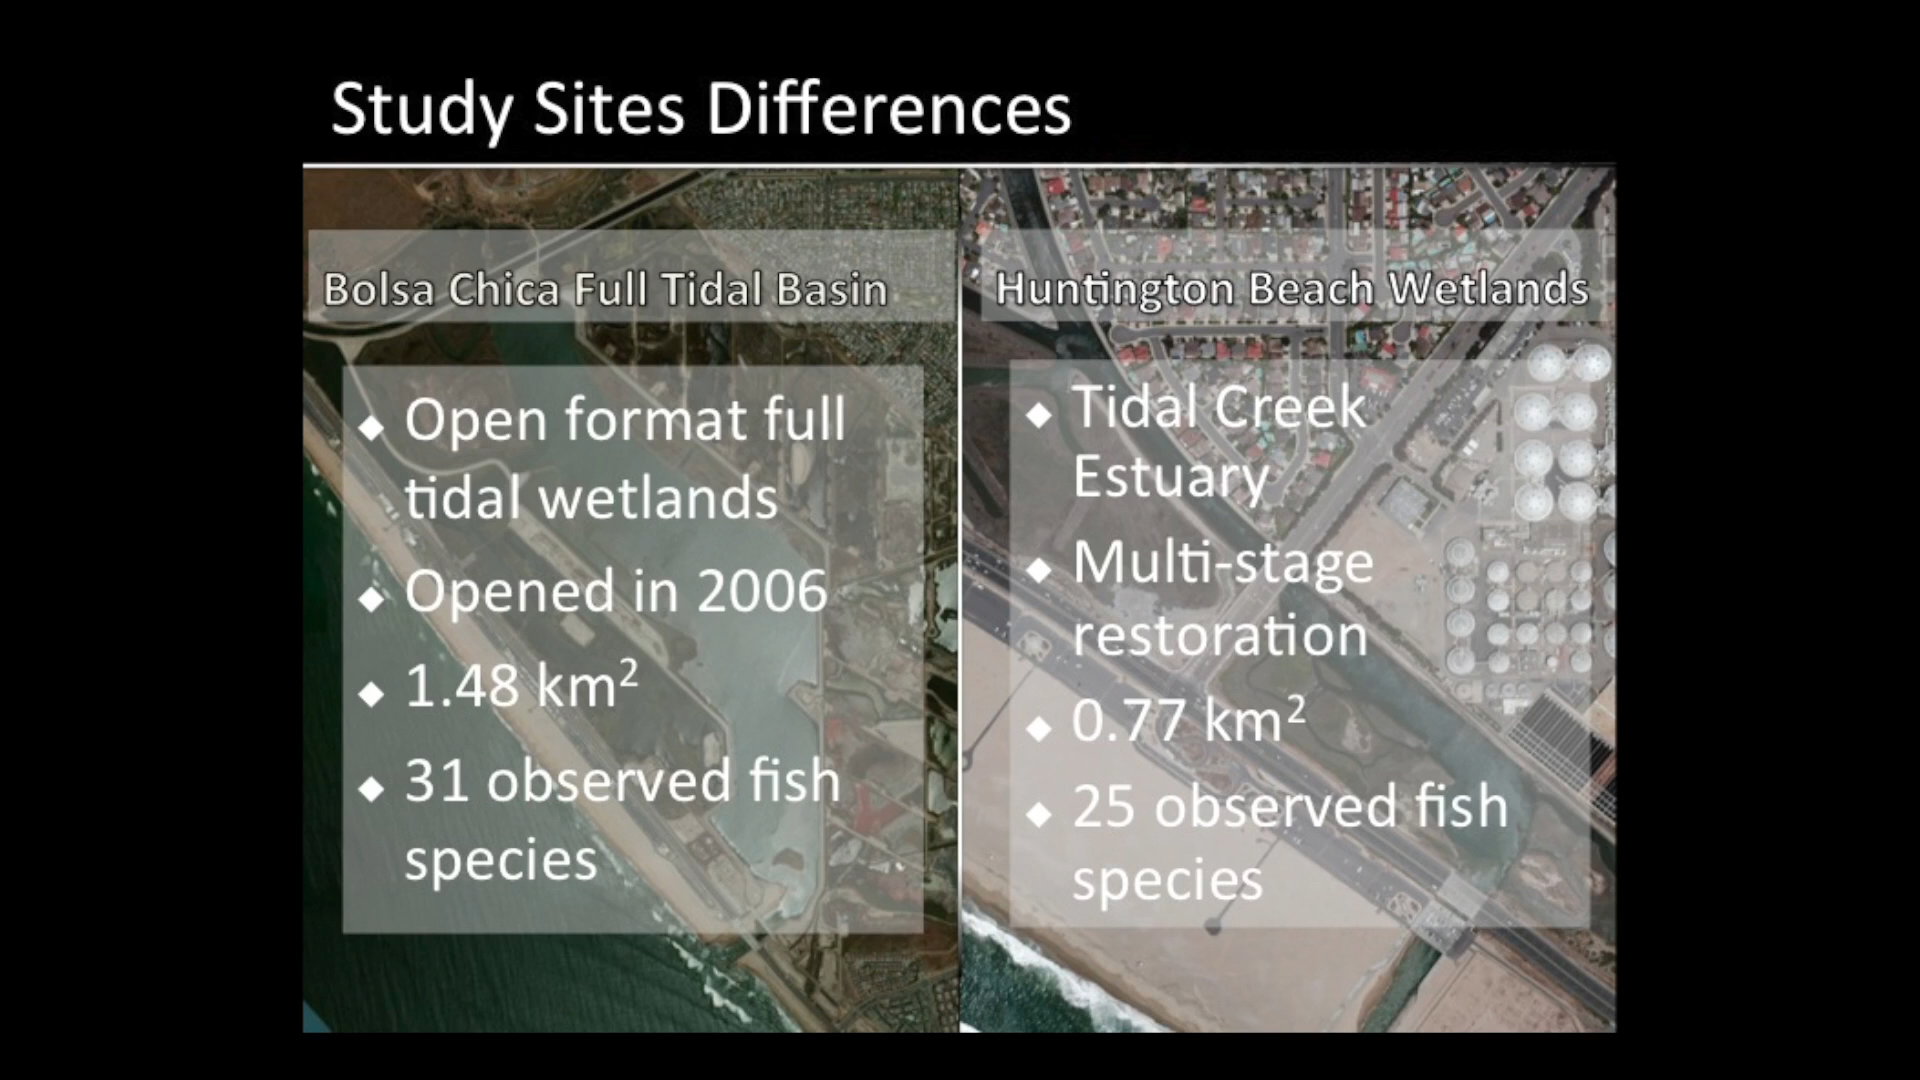 Study Sites Differences
Bolsa Chica Full Tidal Basin
◆ Open format full
tidal wetlands
◆ Opened in 2006
◆ 1.48 km²
◆ 31 observed fish
species
Huntington Beach Wetlands
◆ Tidal Creek
Estuary
◆ Multi-stage
restoration
◆ 0.77 km²
◆ 25 observed fish
species